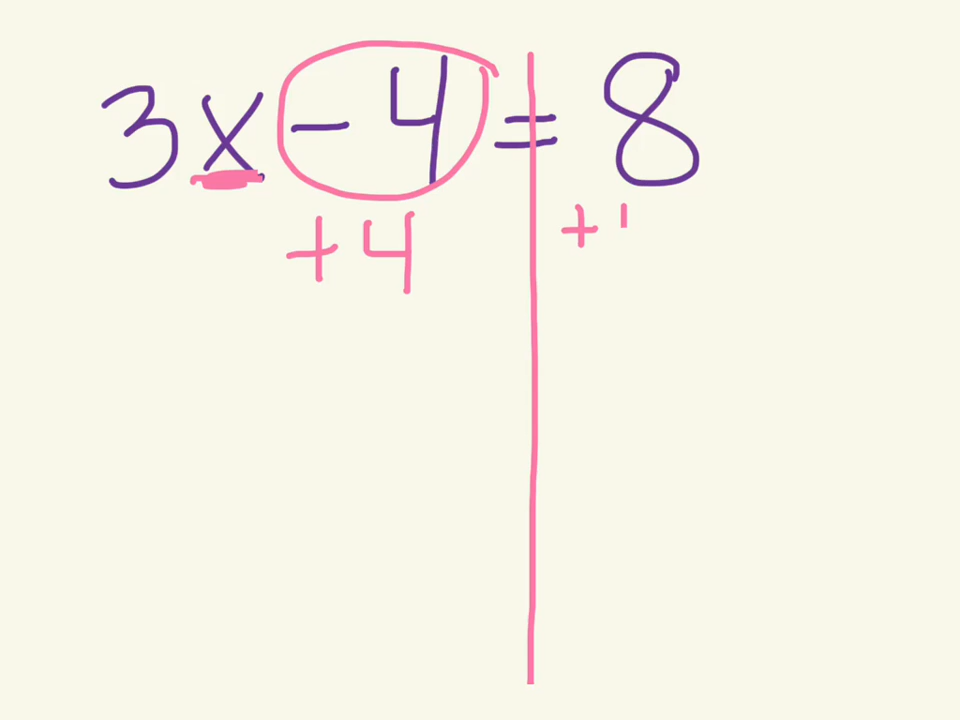 3x - 4 = 8
+4 +